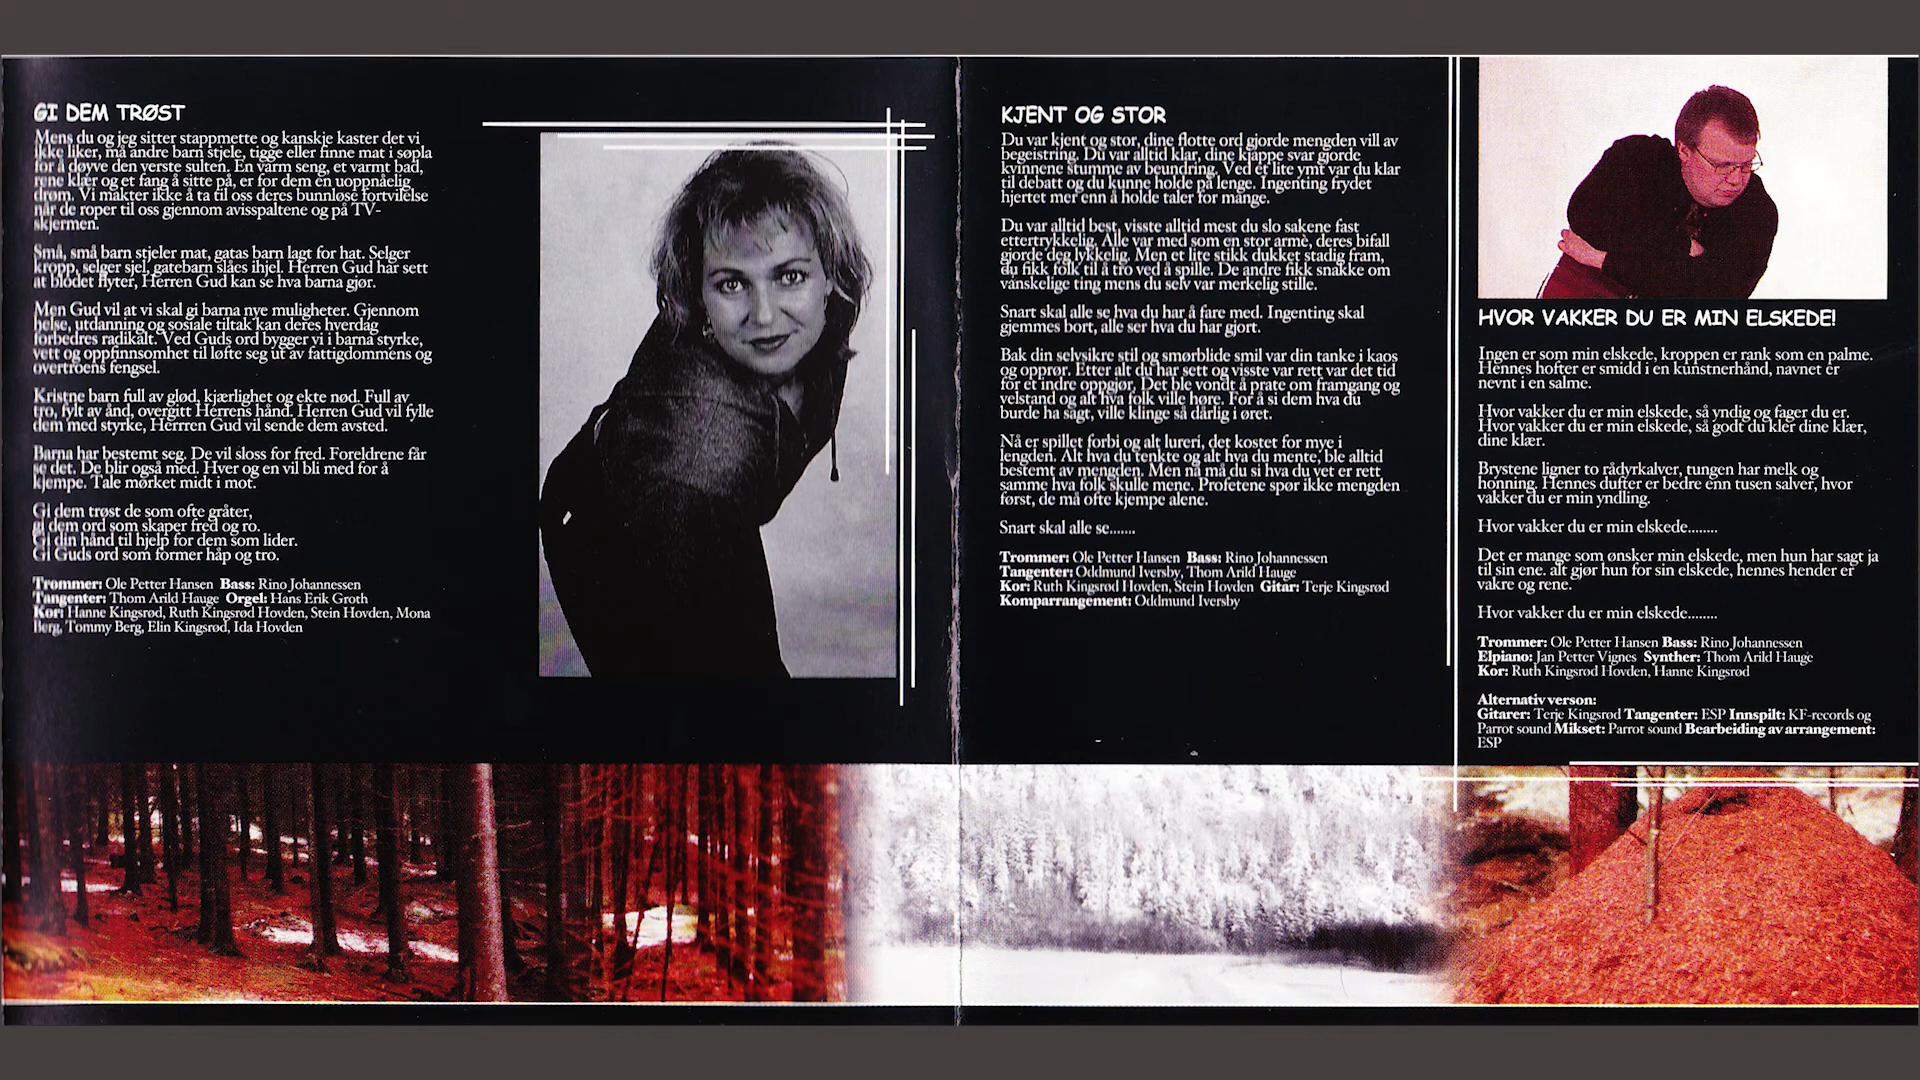 GI DEM TRØST
Mens du og jeg sitter stappmette og kanskje kaster det vi
ikke liker, må andre barn stjele, tigge eller finne mat i søpla
for å døyve den verste sulten. En varm seng, et varmt bad,
rene klær og et fang å sitte på, er for dem en uoppnåelig
drøm. Vi makter ikke å ta til oss deres bunnløse fortvilelse
når de roper til oss gjennom avisspaltene og på TV-
skjermen.
Små, små barn stjeler mat, gatas barn lagt for hat. Selger
kropp, selger sjel, gatebarn slåes ihjel. Herren Gud har sett
at blodet flyter, Herren Gud kan se hva barna gjør.
Men Gud vil at vi skal gi barna nye muligheter. Gjennom
helse, utdanning og sosiale tiltak kan deres hverdag
forbedres radikalt. Ved Guds ord bygger vi i barna styrke,
vett og oppfinnsomhet til løfte seg ut av fattigdommens og
overtroens fengsel.
Kristne barn full av glød, kjærlighet og ekte nød. Full av
tro, fylt av ånd, overgitt Herrens hånd. Herren Gud vil fylle
dem med styrke, Herrren Gud vil sende dem avsted.
Barna har bestemt seg. De vil sloss for fred. Foreldrene får
se det. De blir også med. Hver og en vil bli med for å
kjempe. Tale mørket midt i mot.
Gi dem trøst de som ofte gråter,
gi dem ord som skaper fred og ro.
Gi din hånd til hjelp for dem som lider.
Gi Guds ord som former håp og tro.
Trommer: Ole Petter Hansen Bass: Rino Johannessen
Tangenter: Thom Arild Hauge Orgel: Hans Erik Groth
Kor: Hanne Kingsrød, Ruth Kingsrød Hovden, Stein Hovden, Mona
Berg, Tommy Berg, Elin Kingsrød, Ida Hovden
KJENT OG STOR
Du var kjent og stor, dine flotte ord gjorde mengden vill av
begeistring. Du var alltid klar, dine kjappe svar gjorde
kvinnene stumme av beundring. Ved et lite ymt var du klar
til debatt og du kunne holde på lenge. Ingenting frydet
hjertet mer enn å holde taler for mange.
Du var alltid best, visste alltid mest du slo sakene fast
ettertrykkelig. Alle var med som en stor armè, deres bifall
gjorde deg lykkelig. Men et lite stikk dukket stadig fram,
du fikk folk til å tro ved å spille. De andre fikk snakke om
vanskelige ting mens du selv var merkelig stille.
Snart skal alle se hva du har å fare med. Ingenting skal
gjemmes bort, alle ser hva du har gjort.
Bak din selvsikre stil og smørblide smil var din tanke i kaos
og opprør. Etter alt du har sett og visste var rett var det tid
for et indre oppgjør. Det ble vondt å prate om framgang og
velstand og alt hva folk ville høre. For å si dem hva du
burde ha sagt, ville klinge så dårlig i øret.
Nå er spillet forbi og alt lureri, det kostet for mye i
lengden. Alt hva du tenkte og alt hva du mente, ble alltid
bestemt av mengden. Men nå må du si hva du vet er rett
samme hva folk skulle mene. Profetene spør ikke mengden
først, de må ofte kjempe alene.
Snart skal alle se.......
Trommer: Ole Petter Hansen Bass: Rino Johannessen
Tangenter: Oddmund Iversby, Thom Arild Hauge
Kor: Ruth Kingsrød Hovden, Stein Hovden Gitar: Terje Kingsrød
Komparrangement: Oddmund Iversby
HVOR VAKKER DU ER MIN ELSKEDE!
Ingen er som min elskede, kroppen er rank som en palme.
Hennes hofter er smidd i en kunstnerhånd, navnet er
nevnt i en salme.
Hvor vakker du er min elskede, så yndig og fager du er.
Hvor vakker du er min elskede, så godt du kler dine klær,
dine klær.
Brystene ligner to rådyrkalver, tungen har melk og
honning. Hennes dufter er bedre enn tusen salver, hvor
vakker du er min yndling.
Hvor vakker du er min elskede........
Det er mange som ønsker min elskede, men hun har sagt ja
til sin ene. alt gjør hun for sin elskede, hennes hender er
vakre og rene.
Hvor vakker du er min elskede........
Trommer: Ole Petter Hansen Bass: Rino Johannessen
Elpiano: Jan Petter Vignes Synther: Thom Arild Hauge
Kor: Ruth Kingsrød Hovden, Hanne Kingsrød
Alternativ verson:
Gitarer: Terje Kingsrød Tangenter: ESP Innspilt: KF-records og
Parrot sound Mikset: Parrot sound Bearbeiding av arrangement:
ESP